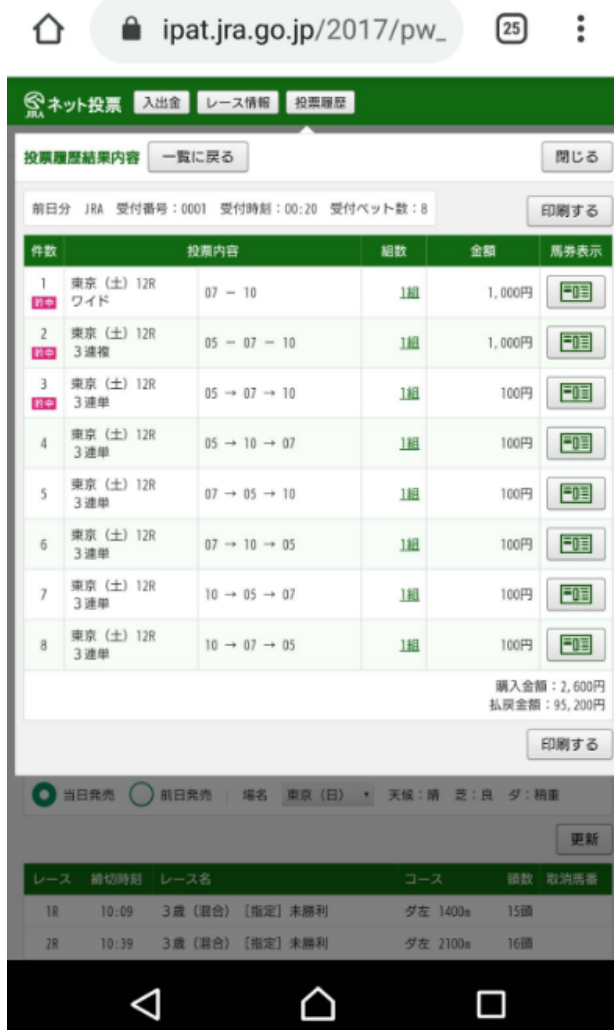 ipat.jra.go.jp/2017/pw_ 25
JRA ネット投票 入出金 レース情報 投票履歴
投票履歴結果内容 一覧に戻る 閉じる
前日分 JRA 受付番号：0001 受付時刻：00:20 受付ベット数：8 印刷する
件数 投票内容 組数 金額 馬券表示
1 的中 東京（土）12R ワイド 07 － 10 1組 1,000円
2 的中 東京（土）12R 3連複 05 － 07 － 10 1組 1,000円
3 的中 東京（土）12R 3連単 05 → 07 → 10 1組 100円
4 東京（土）12R 3連単 05 → 10 → 07 1組 100円
5 東京（土）12R 3連単 07 → 05 → 10 1組 100円
6 東京（土）12R 3連単 07 → 10 → 05 1組 100円
7 東京（土）12R 3連単 10 → 05 → 07 1組 100円
8 東京（土）12R 3連単 10 → 07 → 05 1組 100円
購入金額：2,600円
払戻金額：95,200円
印刷する
当日発売 前日発売 場名 東京（日） 天候：晴 芝：良 ダ：稍重
更新
レース 締切時刻 レース名 コース 頭数 取消馬番
1R 10:09 3歳（混合）［指定］未勝利 ダ左 1400m 15頭
2R 10:39 3歳（混合）［指定］未勝利 ダ左 2100m 16頭